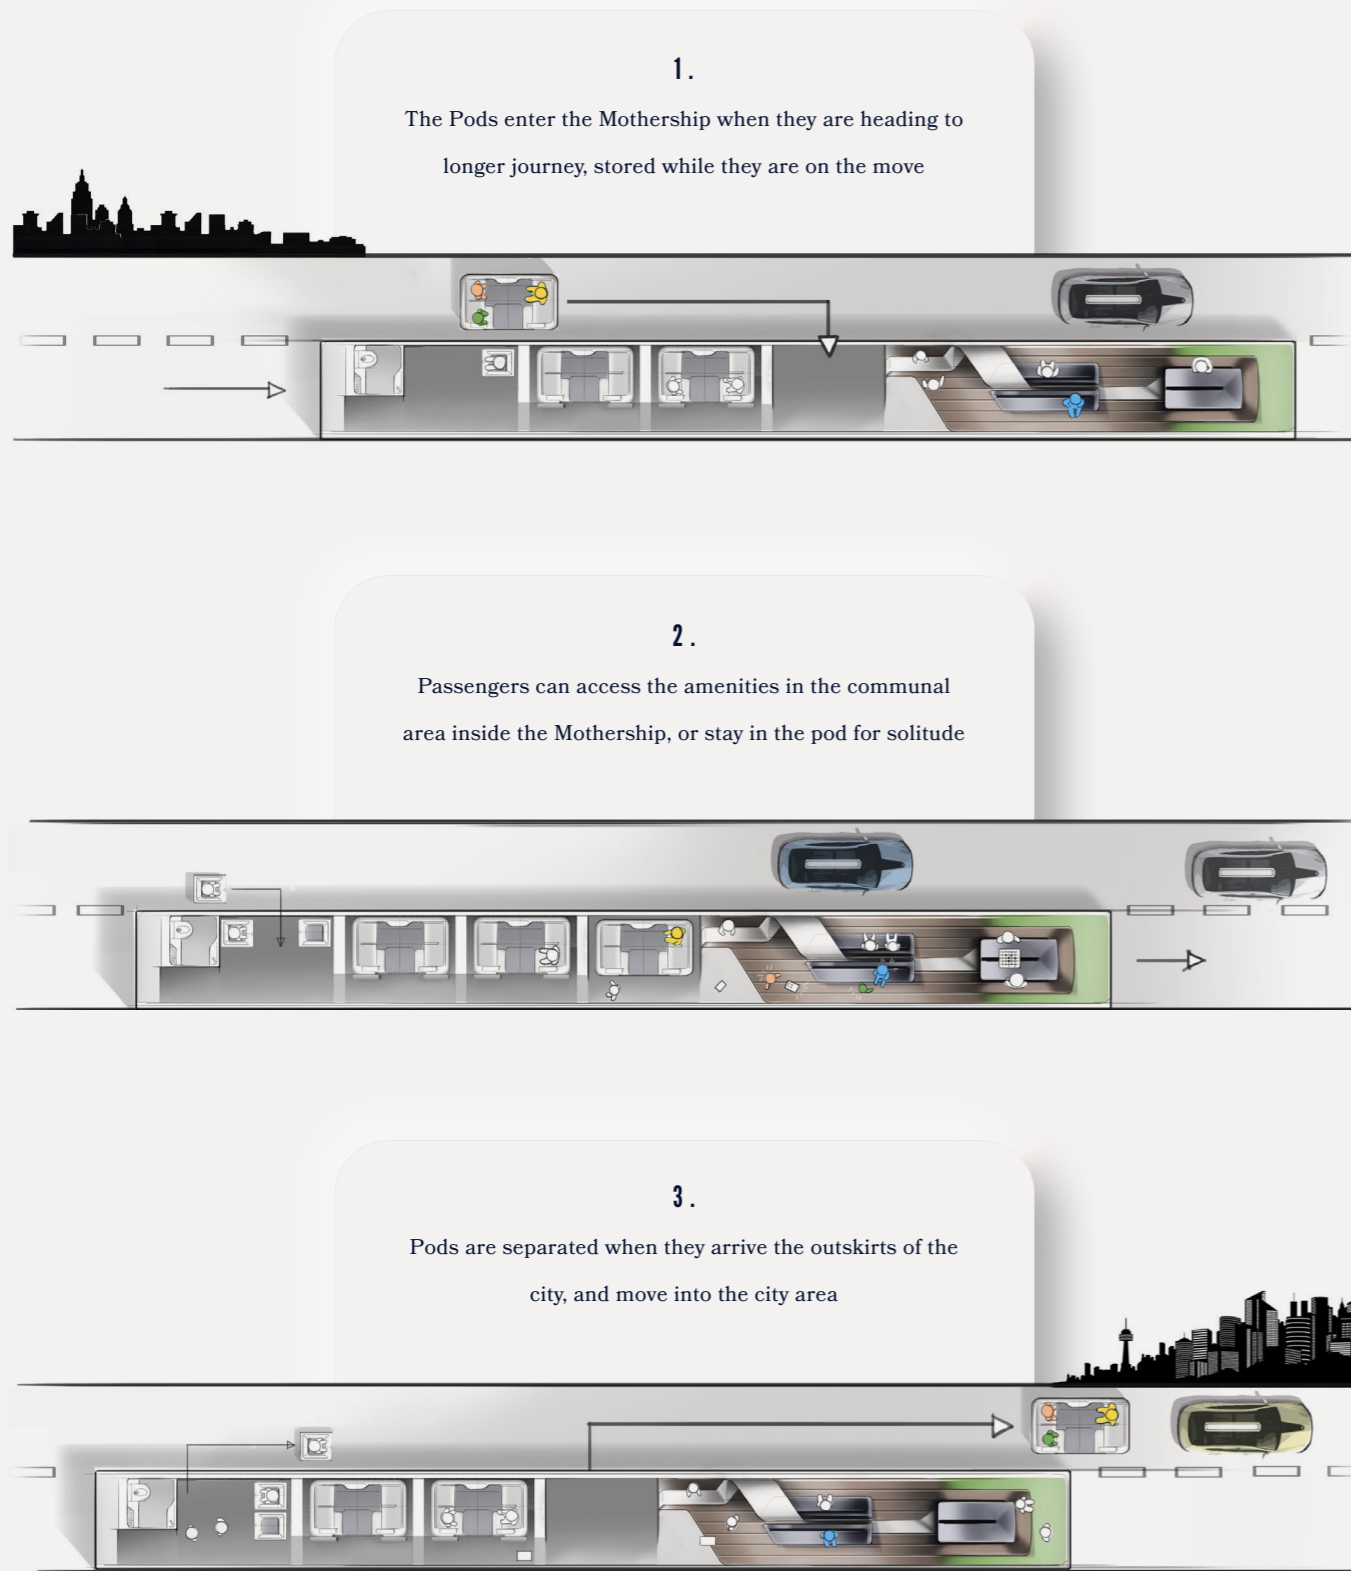 1.
The Pods enter the Mothership when they are heading to
longer journey, stored while they are on the move
2.
Passengers can access the amenities in the communal
area inside the Mothership, or stay in the pod for solitude
3.
Pods are separated when they arrive the outskirts of the
city, and move into the city area